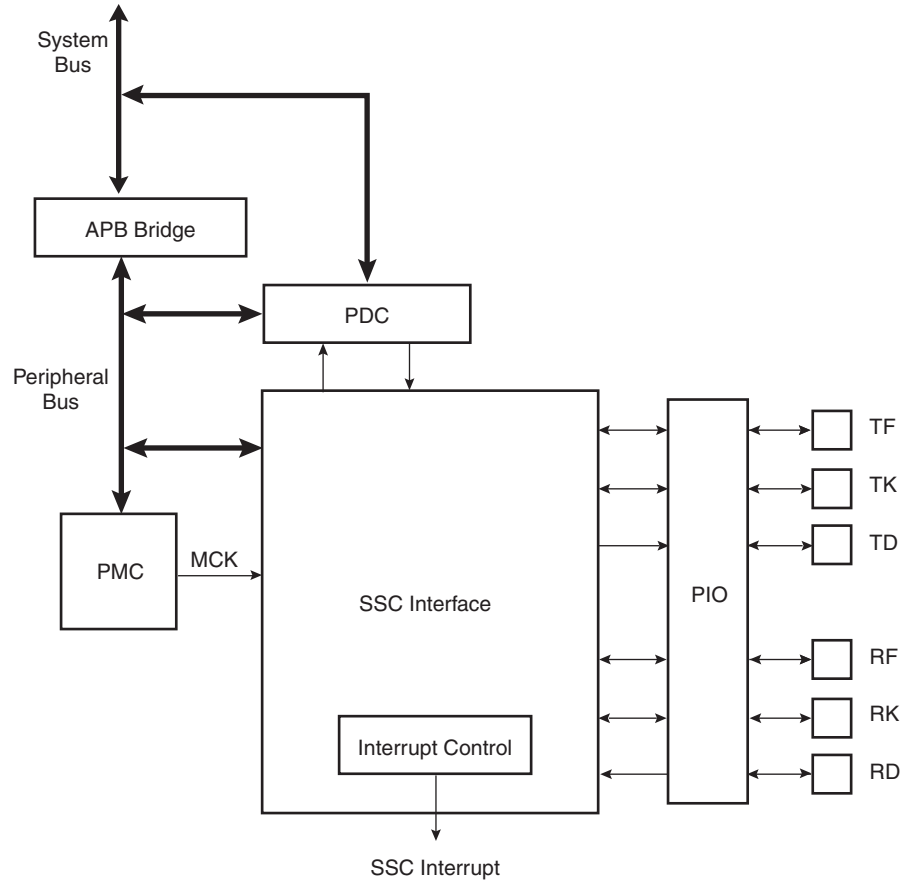 System
Bus
APB Bridge
PDC
Peripheral
Bus
PMC
MCK
SSC Interface
Interrupt Control
SSC Interrupt
PIO
TF
TK
TD
RF
RK
RD